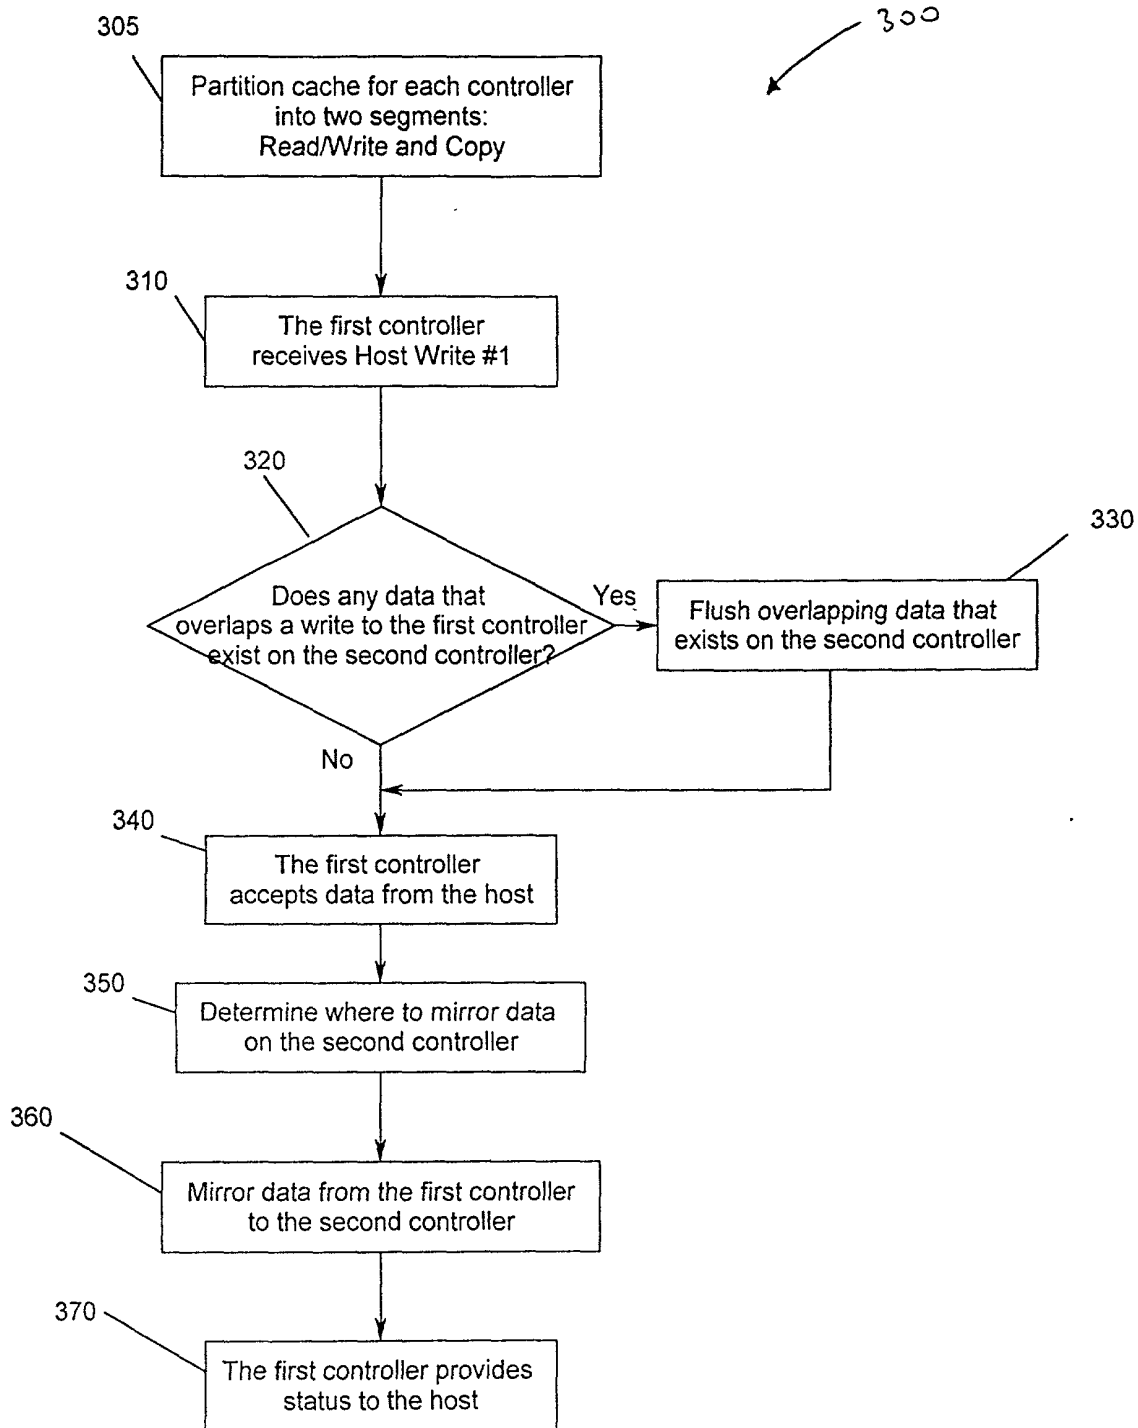 300
305
Partition cache for each controller
into two segments:
Read/Write and Copy
310
The first controller
receives Host Write #1
320
Does any data that
overlaps a write to the first controller
exist on the second controller?
Yes
330
Flush overlapping data that
exists on the second controller
No
340
The first controller
accepts data from the host
350
Determine where to mirror data
on the second controller
360
Mirror data from the first controller
to the second controller
370
The first controller provides
status to the host